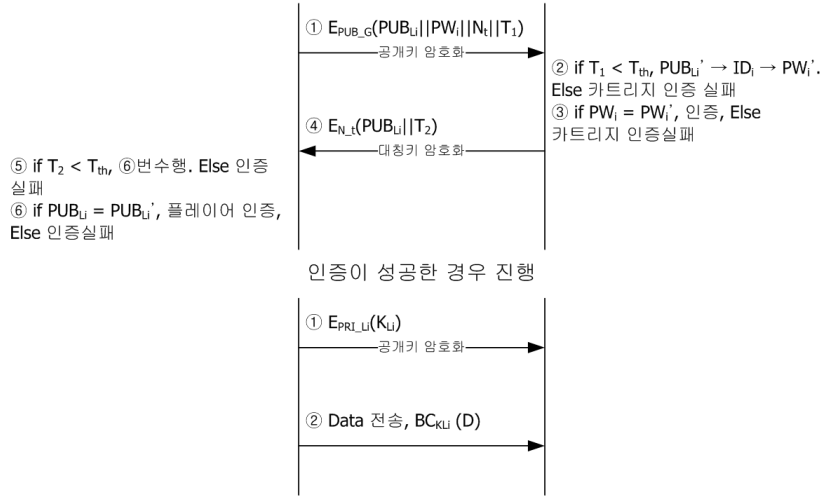 ① E_PUB_G(PUB_Li||PW_i||N_t||T_1)
공개키 암호화
② if T_1 < T_th, PUB_Li’ → ID_i → PW_i’.
Else 카트리지 인증 실패
③ if PW_i = PW_i’, 인증, Else
카트리지 인증실패
④ E_N_t(PUB_Li||T_2)
대칭키 암호화
⑤ if T_2 < T_th, ⑥번수행. Else 인증
실패
⑥ if PUB_Li = PUB_Li’, 플레이어 인증,
Else 인증실패
인증이 성공한 경우 진행
① E_PRI_Li(K_Li)
공개키 암호화
② Data 전송, BC_KLi (D)